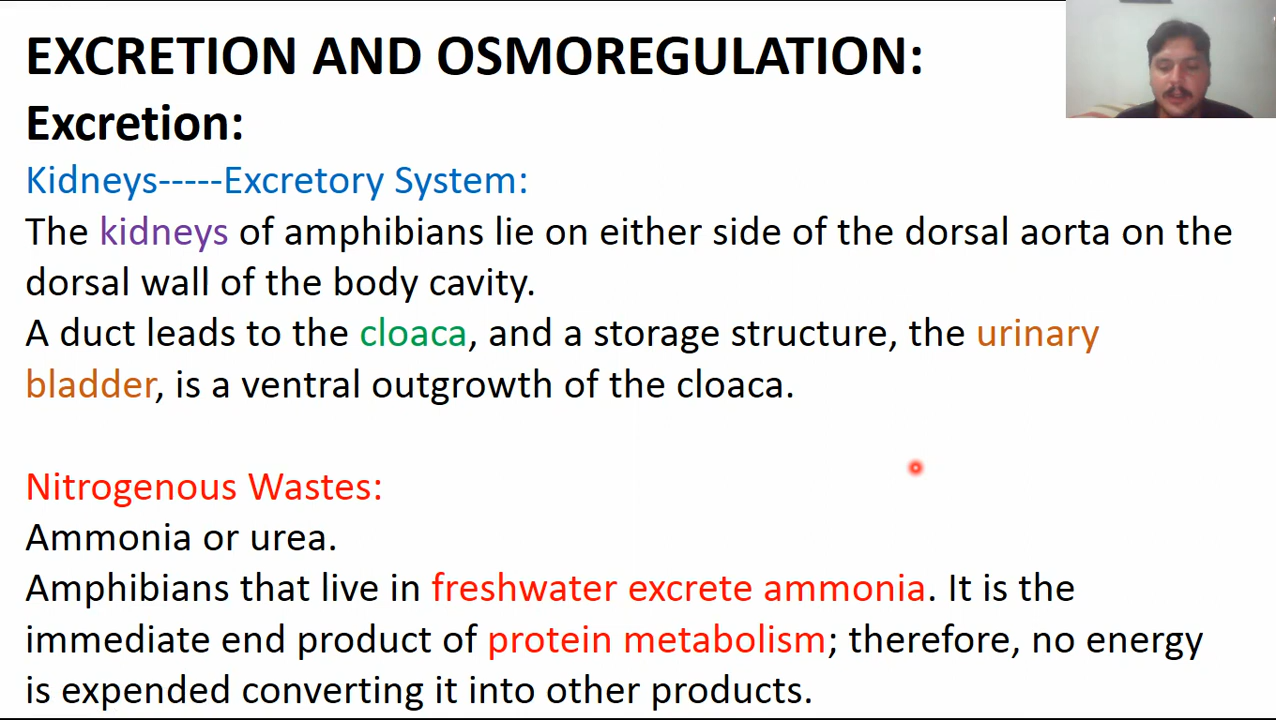 EXCRETION AND OSMOREGULATION:
Excretion:
Kidneys-----Excretory System:
The kidneys of amphibians lie on either side of the dorsal aorta on the
dorsal wall of the body cavity.
A duct leads to the cloaca, and a storage structure, the urinary
bladder, is a ventral outgrowth of the cloaca.
Nitrogenous Wastes:
Ammonia or urea.
Amphibians that live in freshwater excrete ammonia. It is the
immediate end product of protein metabolism; therefore, no energy
is expended converting it into other products.